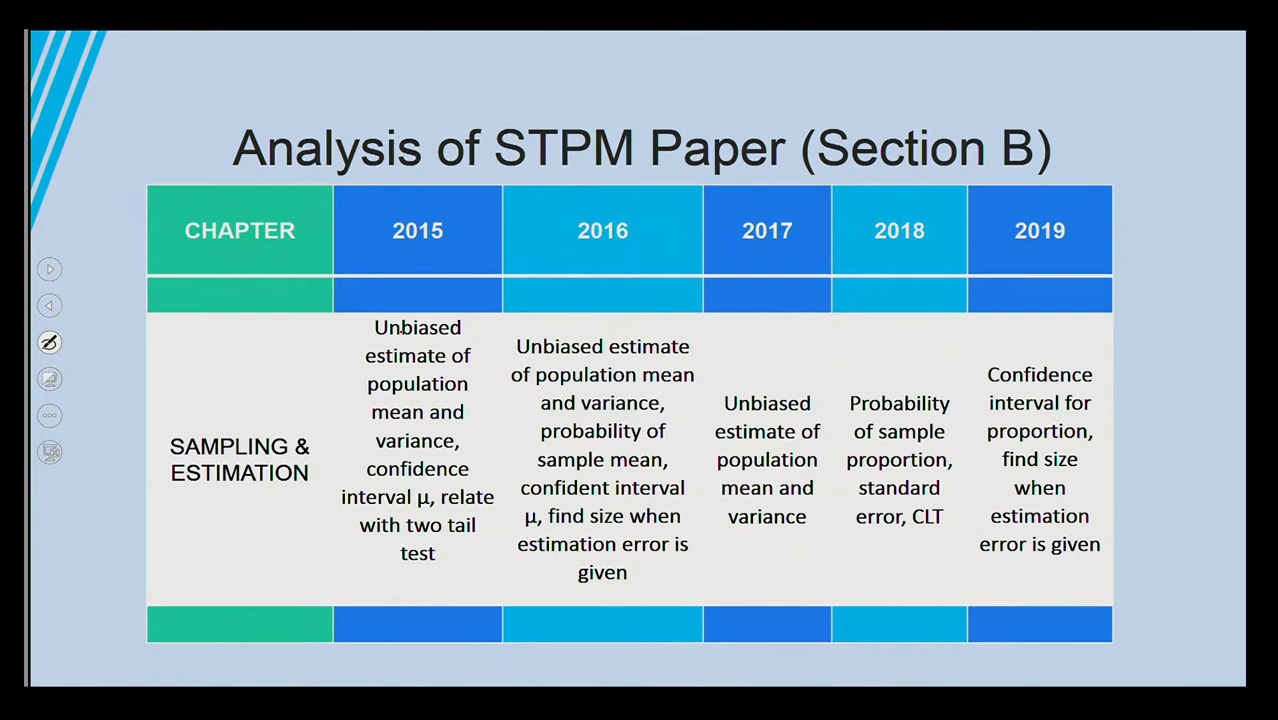 Analysis of STPM Paper (Section B)
CHAPTER
2015
2016
2017
2018
2019
SAMPLING &
ESTIMATION
Unbiased
estimate of
population
mean and
variance,
confidence
interval μ, relate
with two tail
test
Unbiased estimate
of population mean
and variance,
probability of
sample mean,
confident interval
μ, find size when
estimation error is
given
Unbiased
estimate of
population
mean and
variance
Probability
of sample
proportion,
standard
error, CLT
Confidence
interval for
proportion,
find size
when
estimation
error is given